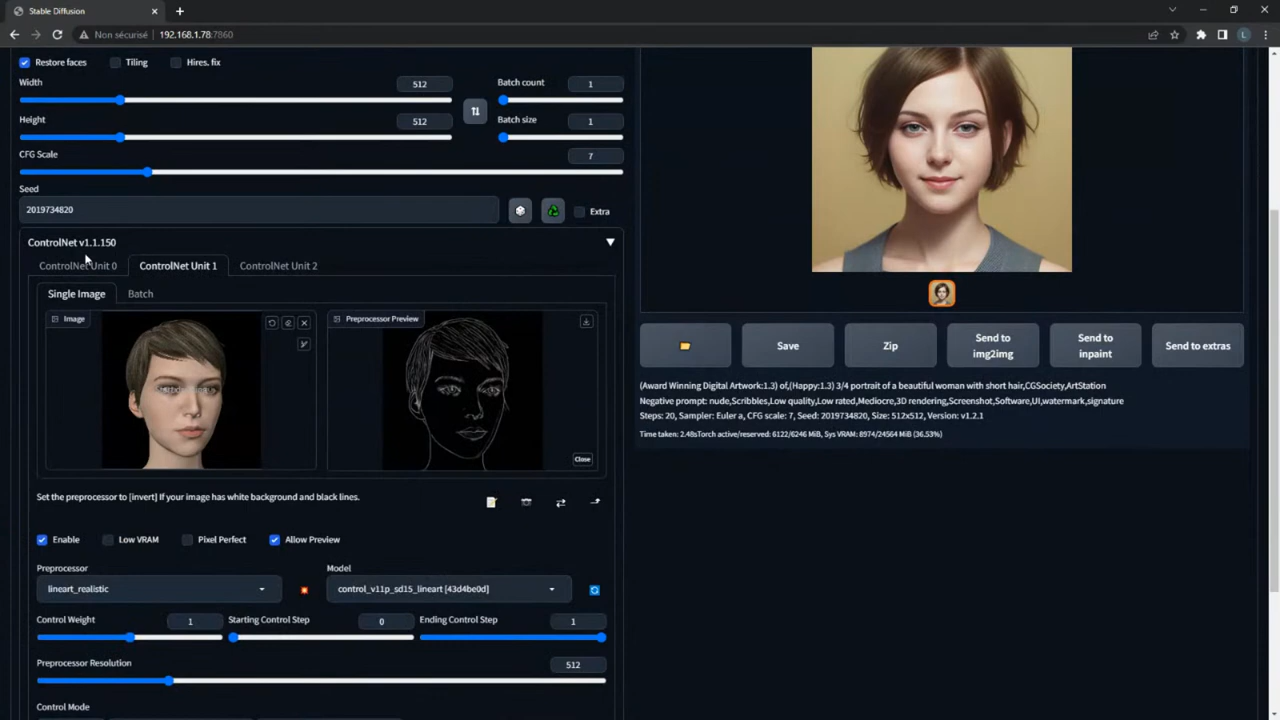 Stable Diffusion
Non sécurisé
192.168.1.78:7860
L
Restore faces
Tiling
Hires. fix
Width
512
Batch count
1
Height
512
Batch size
1
CFG Scale
7
Seed
2019734820
Extra
ControlNet v1.1.150
ControlNet Unit 0
ControlNet Unit 1
ControlNet Unit 2
Single Image
Batch
Image
Preprocessor Preview
Close
Set the preprocessor to [invert] If your image has white background and black lines.
Enable
Low VRAM
Pixel Perfect
Allow Preview
Preprocessor
Model
lineart_realistic
control_v11p_sd15_lineart [43d4be0d]
Control Weight
1
Starting Control Step
0
Ending Control Step
1
Preprocessor Resolution
512
Control Mode
Save
Zip
Send to
img2img
Send to
inpaint
Send to extras
(Award Winning Digital Artwork:1.3) of,(Happy:1.3) 3/4 portrait of a beautiful woman with short hair,CGSociety,ArtStation
Negative prompt: nude,Scribbles,Low quality,Low rated,Mediocre,3D rendering,Screenshot,Software,UI,watermark,signature
Steps: 20, Sampler: Euler a, CFG scale: 7, Seed: 2019734820, Size: 512x512, Version: v1.2.1
Time taken: 2.48sTorch active/reserved: 6122/6246 MiB, Sys VRAM: 8974/24564 MiB (36.53%)